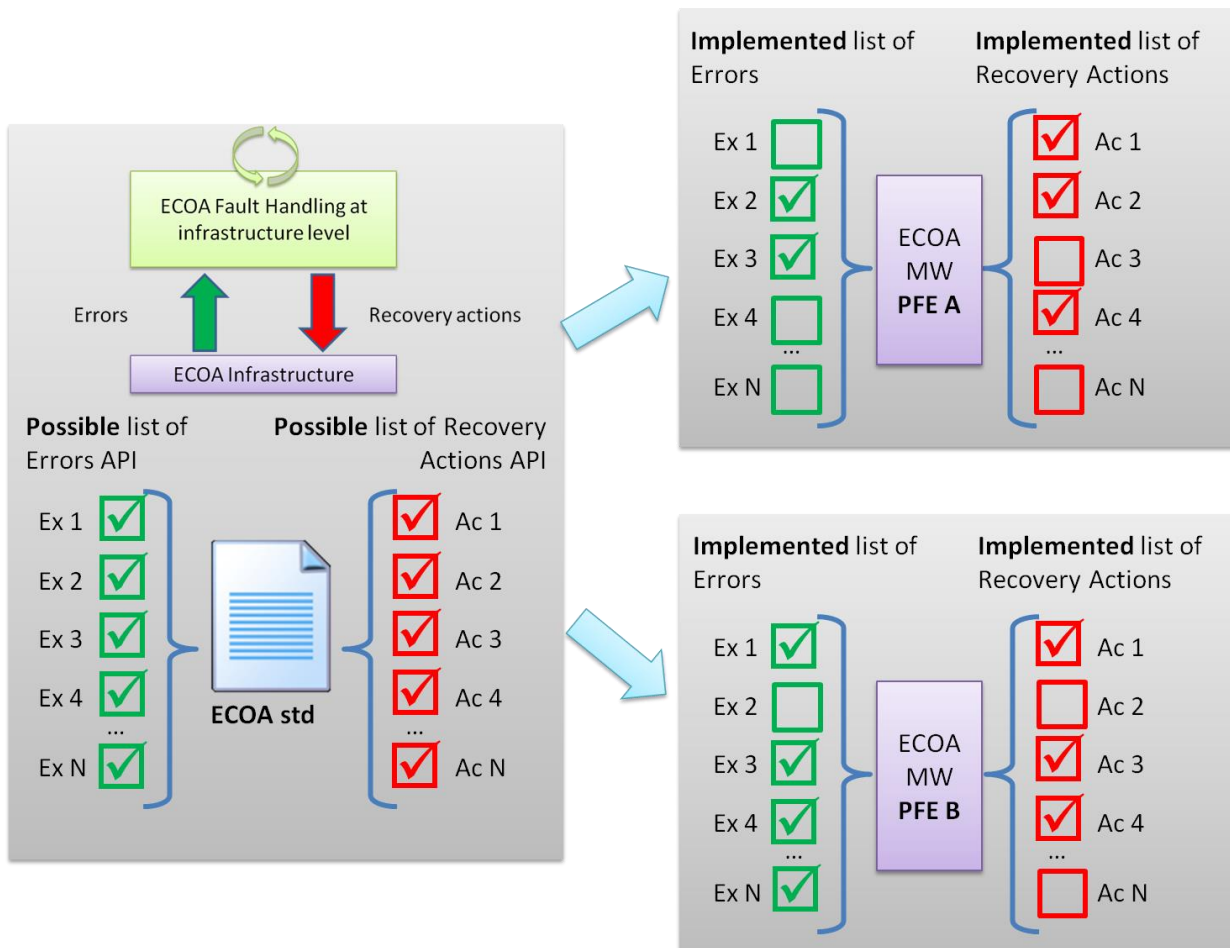 ECOA Fault Handling at
infrastructure level
Errors
Recovery actions
ECOA Infrastructure
Possible list of
Errors API
Possible list of Recovery
Actions API
Ex 1
Ex 2
Ex 3
Ex 4
...
Ex N
ECOA std
Ac 1
Ac 2
Ac 3
Ac 4
...
Ac N
Implemented list of
Errors
Implemented list of
Recovery Actions
Ex 1
Ex 2
Ex 3
Ex 4
...
Ex N
ECOA
MW
PFE A
Ac 1
Ac 2
Ac 3
Ac 4
...
Ac N
Implemented list of
Errors
Implemented list of
Recovery Actions
Ex 1
Ex 2
Ex 3
Ex 4
...
Ex N
ECOA
MW
PFE B
Ac 1
Ac 2
Ac 3
Ac 4
...
Ac N